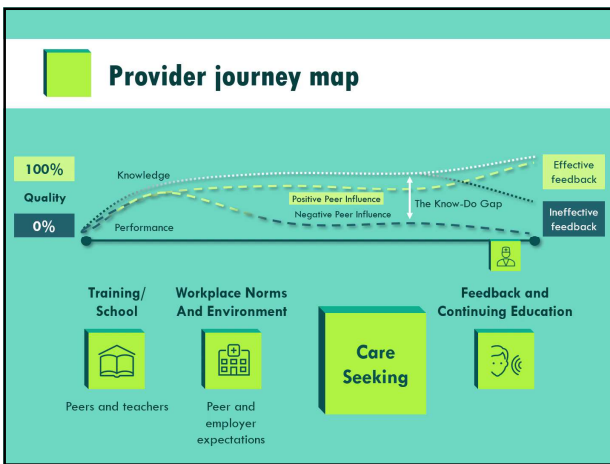 Provider journey map
100%
Quality
0%
Knowledge
Performance
Positive Peer Influence
Negative Peer Influence
The Know-Do Gap
Effective
feedback
Ineffective
feedback
Training/
School
Peers and teachers
Workplace Norms
And Environment
Peer and
employer
expectations
Care
Seeking
Feedback and
Continuing Education